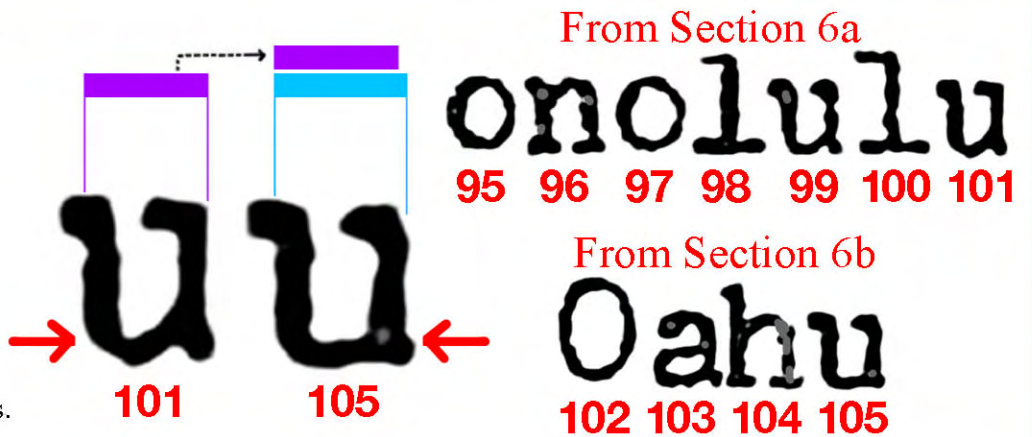 From Section 6a
onolulu
95 96 97 98 99 100 101
From Section 6b
Oahu
102 103 104 105
u u
101 105
s.